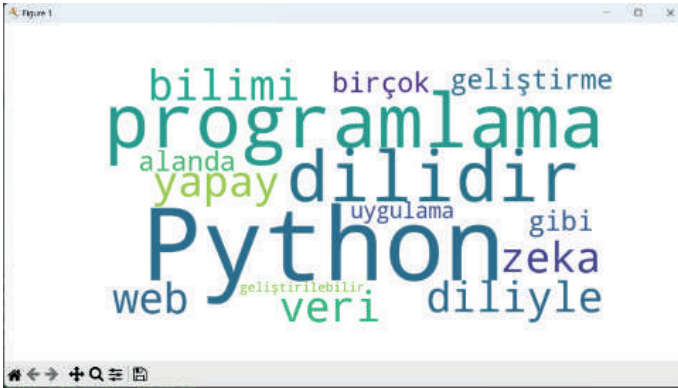 Figure 1
bilimi birçok geliştirme
programlama
alanda
yapay dilidir
uygulama
gibi
Python zeka
geliştirilebilir
web veri diliyle